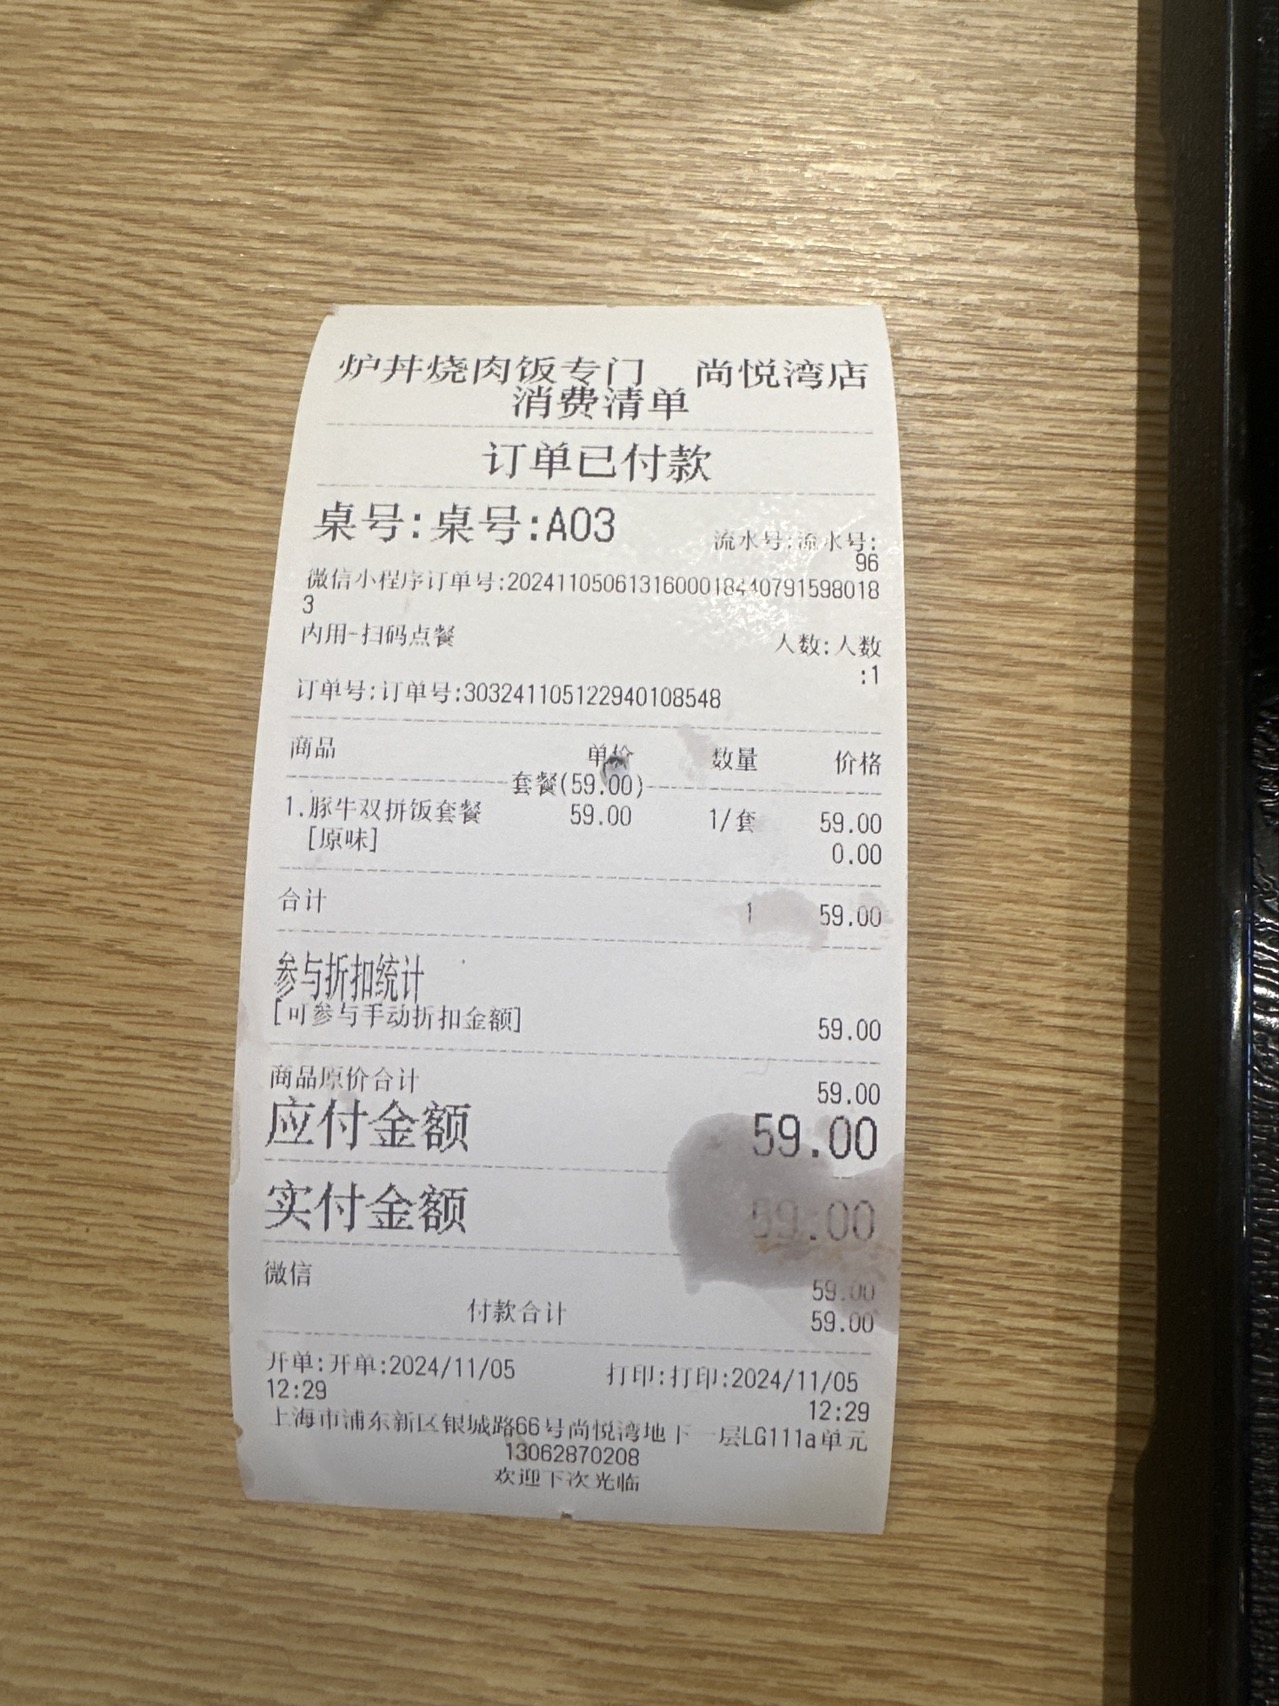 炉丼烧肉饭专门 尚悦湾店
消费清单
订单已付款
桌号:桌号:A03
流水号:流水号:
96
微信小程序订单号:2024110506131600018440791598018
3
内用-扫码点餐
人数:人数
:1
订单号:订单号:303241105122940108548
商品 单价 数量 价格
套餐(59.00)
1.豚牛双拼饭套餐 59.00 1/套 59.00
[原味] 0.00
合计 1 59.00
参与折扣统计
[可参与手动折扣金额] 59.00
商品原价合计 59.00
应付金额 59.00
实付金额 59.00
微信 59.00
付款合计 59.00
开单:开单:2024/11/05 打印:打印:2024/11/05
12:29 12:29
上海市浦东新区银城路66号尚悦湾地下一层LG111a单元
13062870208
欢迎下次光临